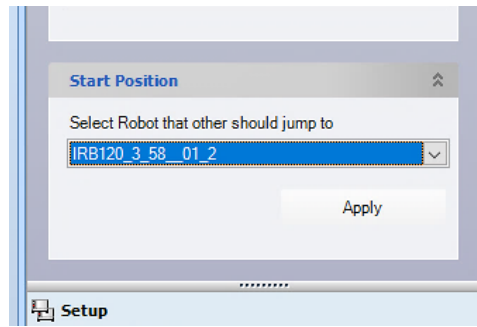 Start Position
Select Robot that other should jump to
IRB120_3_58__01_2
Apply
Setup